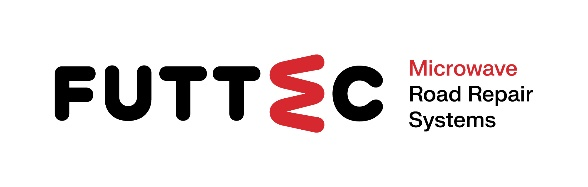 FUTTEC
Microwave
Road Repair
Systems